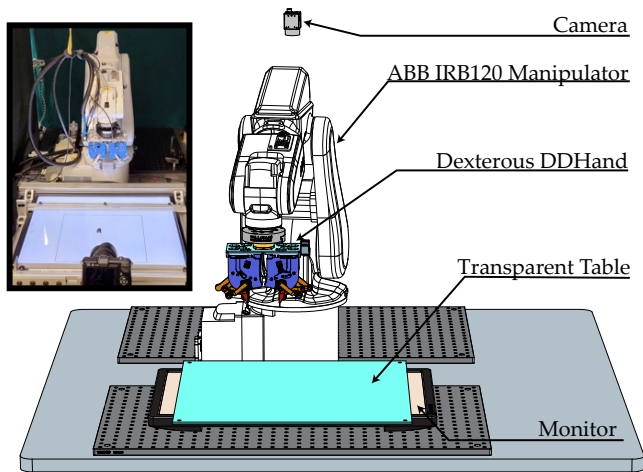 Camera
ABB IRB120 Manipulator
Dexterous DDHand
Transparent Table
Monitor